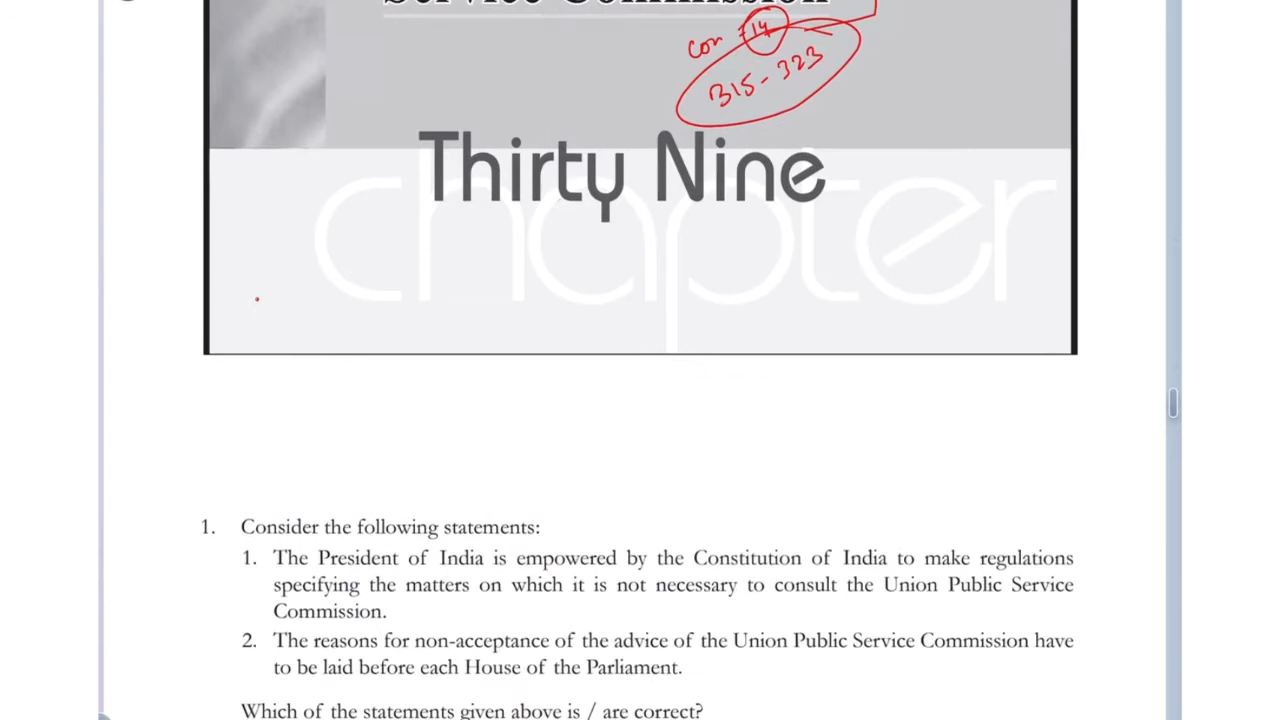 Service Commission
con - 14
315-323
Thirty Nine
chapter
1. Consider the following statements:
1. The President of India is empowered by the Constitution of India to make regulations
specifying the matters on which it is not necessary to consult the Union Public Service
Commission.
2. The reasons for non-acceptance of the advice of the Union Public Service Commission have
to be laid before each House of the Parliament.
Which of the statements given above is / are correct?